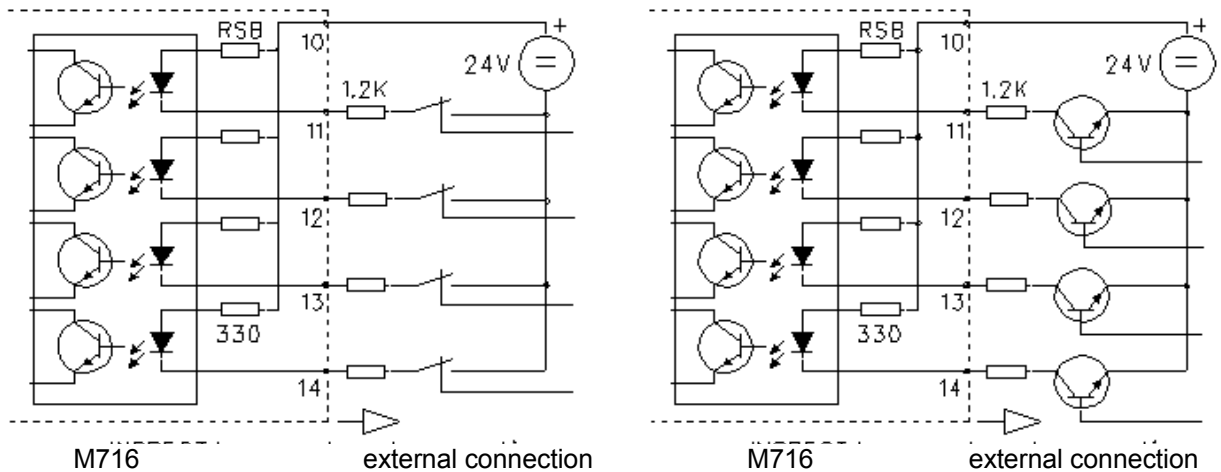 RSB
10
+
24V
=
1.2K
11
12
13
330
14
M716 external connection
RSB
10
+
24V
=
1.2K
11
12
13
330
14
M716 external connection